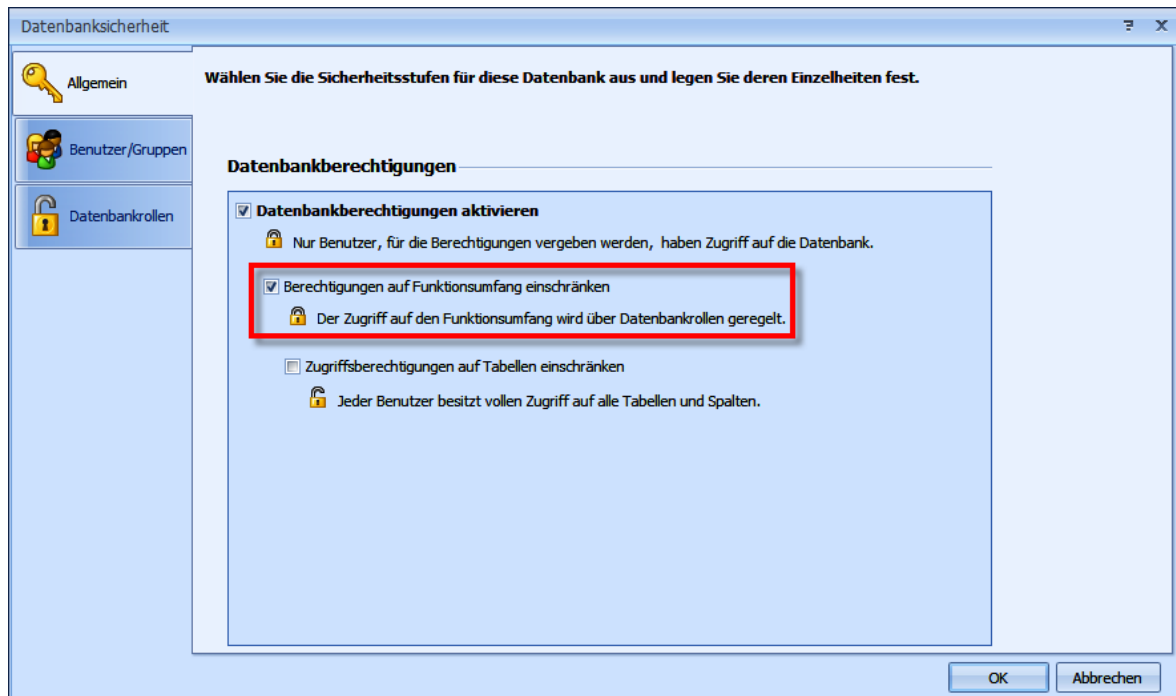 Datenbanksicherheit
Allgemein
Benutzer/Gruppen
Datenbankrollen
Wählen Sie die Sicherheitsstufen für diese Datenbank aus und legen Sie deren Einzelheiten fest.
Datenbankberechtigungen
Datenbankberechtigungen aktivieren
Nur Benutzer, für die Berechtigungen vergeben werden, haben Zugriff auf die Datenbank.
Berechtigungen auf Funktionsumfang einschränken
Der Zugriff auf den Funktionsumfang wird über Datenbankrollen geregelt.
Zugriffsberechtigungen auf Tabellen einschränken
Jeder Benutzer besitzt vollen Zugriff auf alle Tabellen und Spalten.
OK
Abbrechen